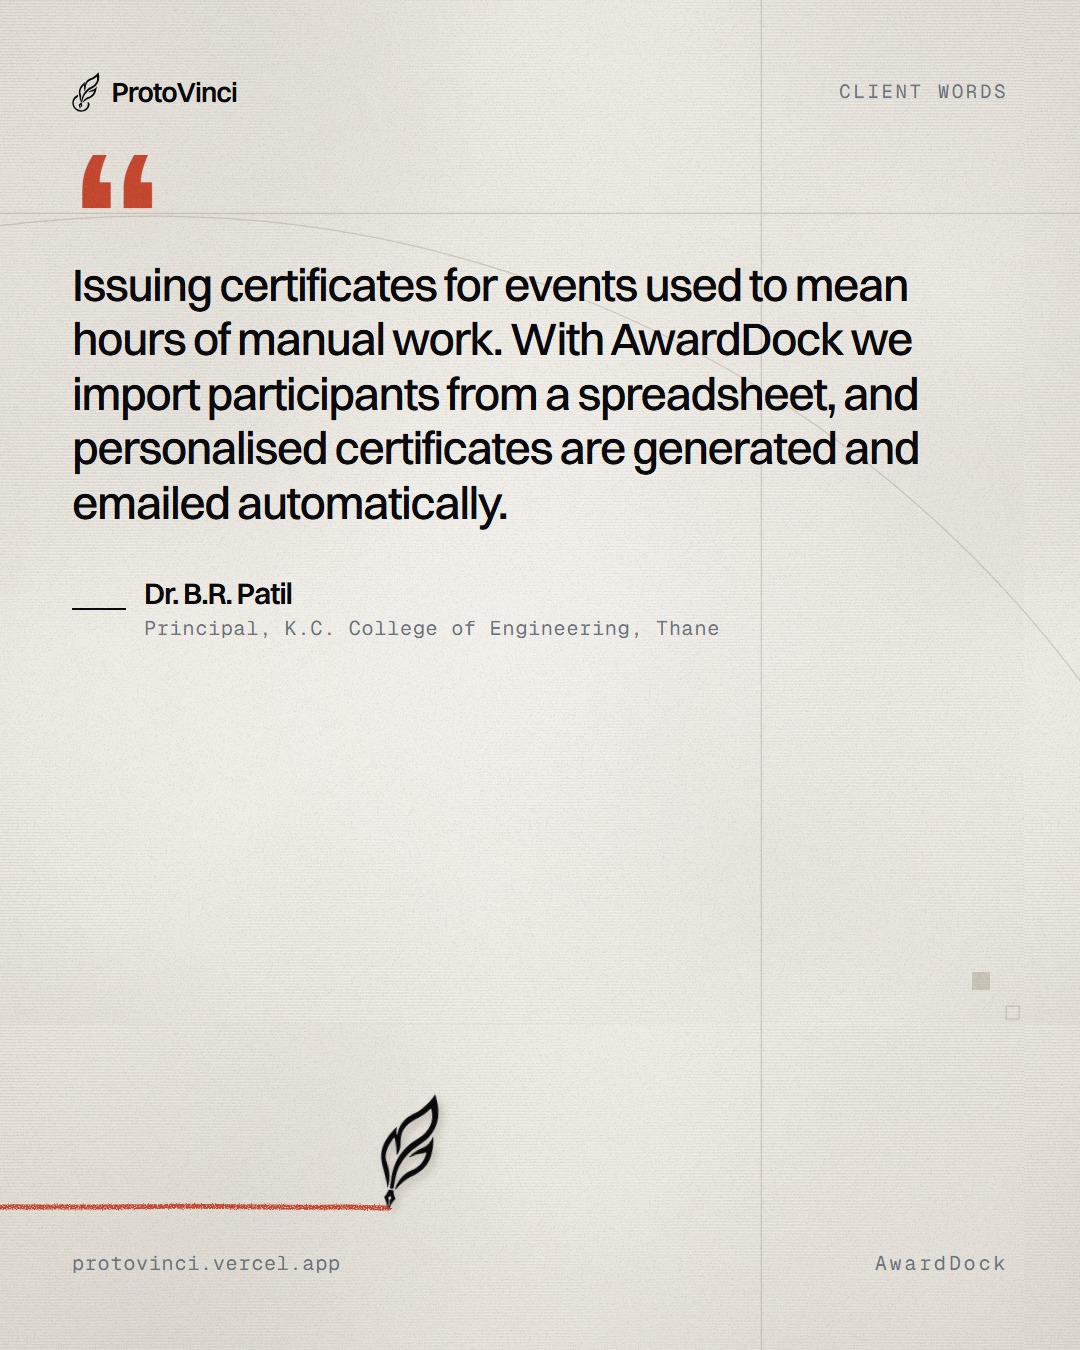 ProtoVinci
CLIENT WORDS
“
Issuing certificates for events used to mean
hours of manual work. With AwardDock we
import participants from a spreadsheet, and
personalised certificates are generated and
emailed automatically.
Dr. B.R. Patil
Principal, K.C. College of Engineering, Thane
protovinci.vercel.app
AwardDock